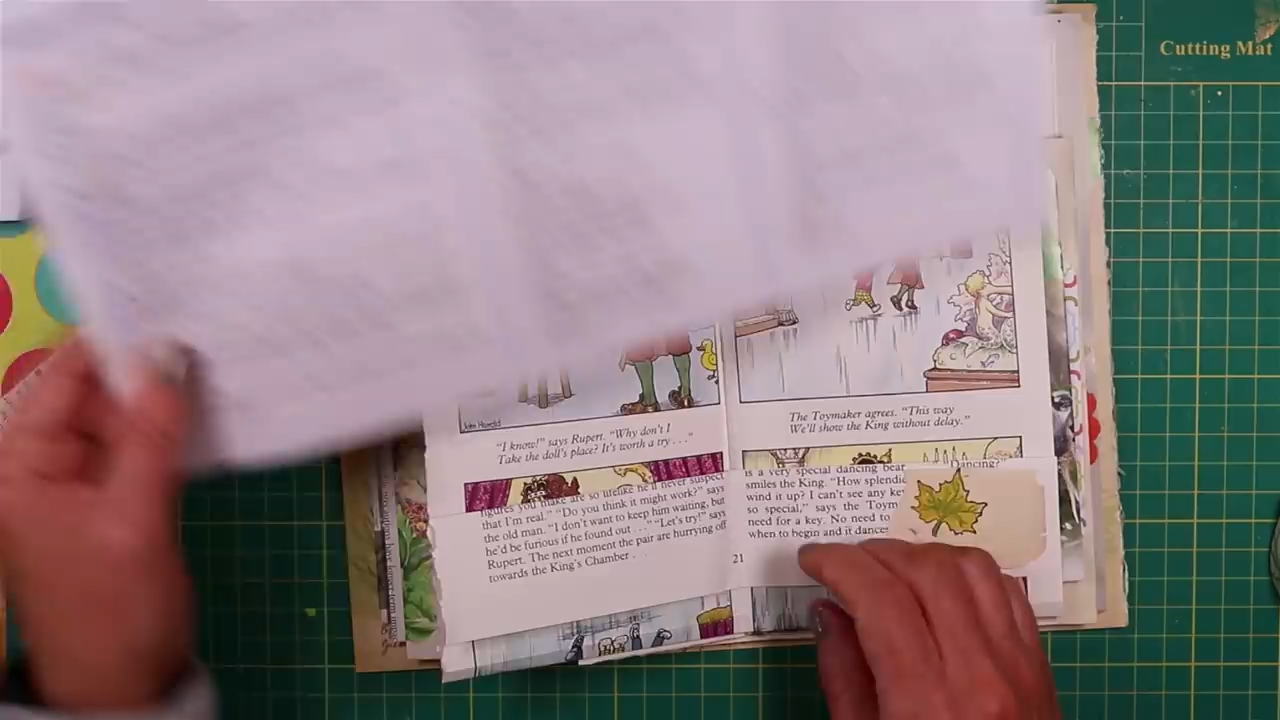 Cutting Mat
John Harrold
"I know!" says Rupert. "Why don't I
Take the doll's place? It's worth a try . . ."
The Toymaker agrees. "This way
We'll show the King without delay."
figures you make are so lifelike he'll never suspect
that I'm real." "Do you think it might work?" says
the old man. "I don't want to keep him waiting, but
he'd be furious if he found out . . ." "Let's try!" says
Rupert. The next moment the pair are hurrying off
towards the King's Chamber . . .
Dancing?
is a very special dancing bear
smiles the King. "How splendid
wind it up? I can't see any key
so special," says the Toym
need for a key. No need to
when to begin and it dances
21